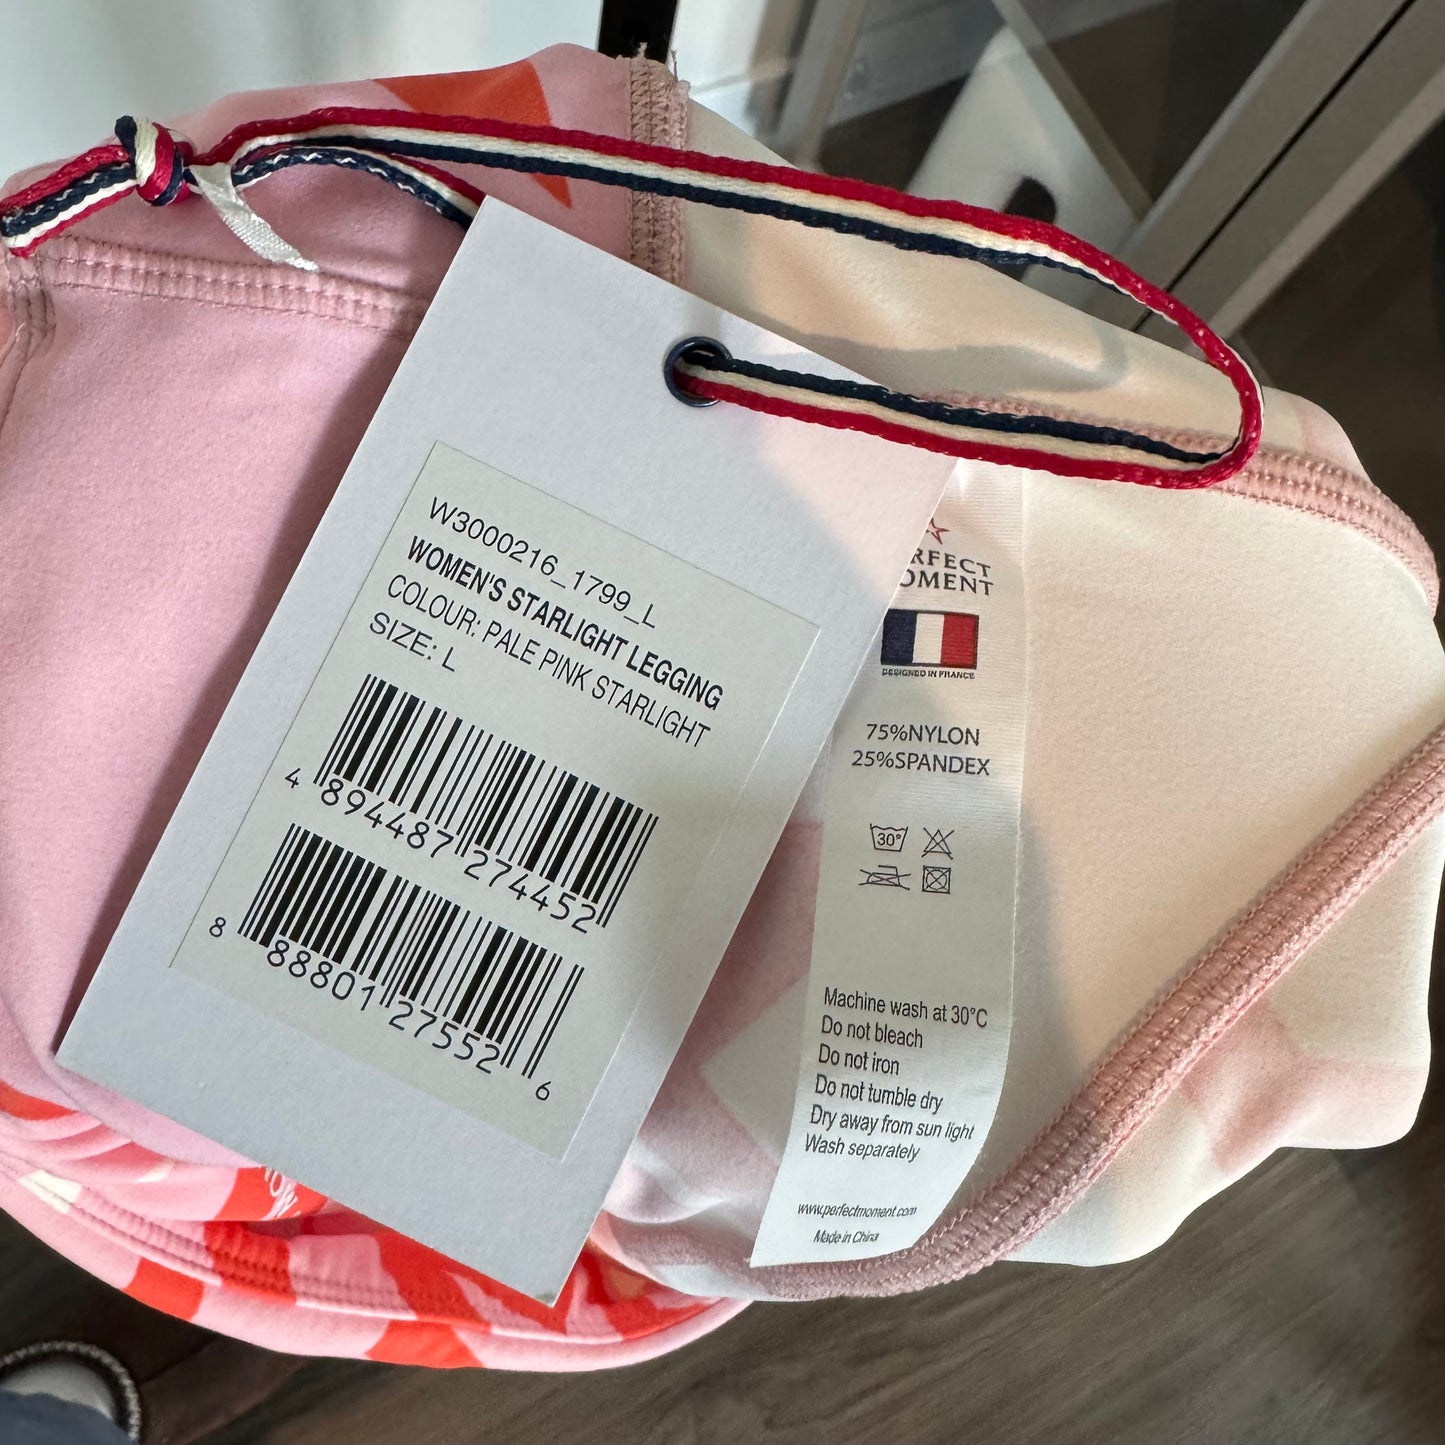 W3000216_1799_L
WOMEN'S STARLIGHT LEGGING
COLOUR: PALE PINK STARLIGHT
SIZE: L
4 894487 274452
8 88801 27552 6
RFECT
OMENT
DESIGNED IN FRANCE
75%NYLON
25%SPANDEX
30°
Machine wash at 30°C
Do not bleach
Do not iron
Do not tumble dry
Dry away from sun light
Wash separately
www.perfectmoment.com
Made in China